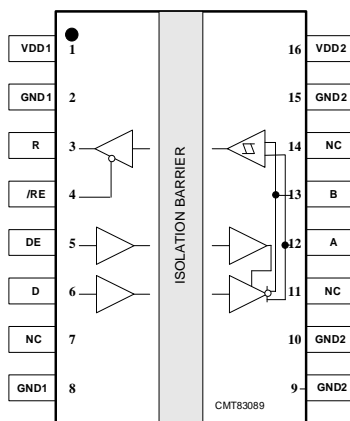 VDD1 1 16 VDD2
GND1 2 15 GND2
R 3 14 NC
/RE 4 13 B
DE 5 12 A
D 6 11 NC
NC 7 10 GND2
GND1 8 9 GND2
ISOLATION BARRIER
CMT83089